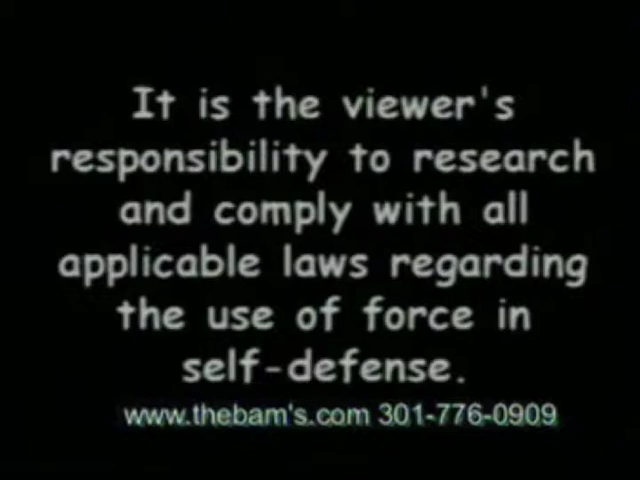 It is the viewer's
responsibility to research
and comply with all
applicable laws regarding
the use of force in
self-defense.
www.thebam's.com 301-776-0909